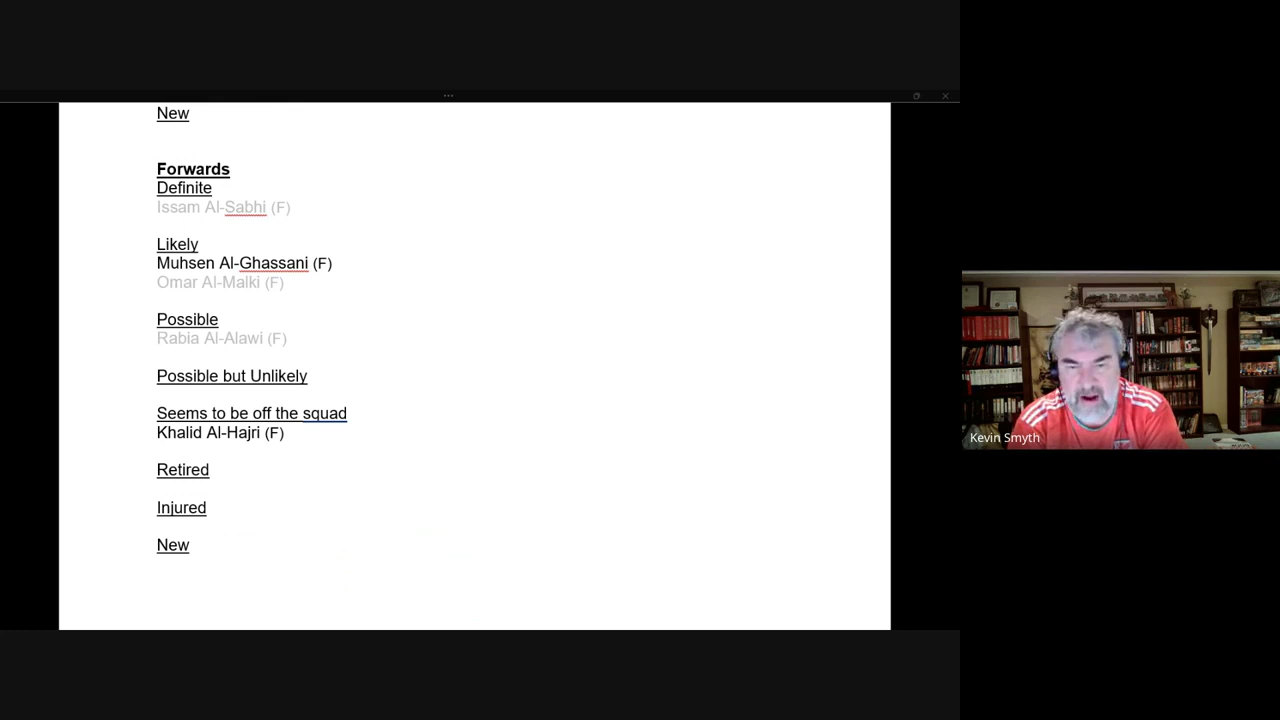 New
Forwards
Definite
Issam Al-Sabhi (F)
Likely
Muhsen Al-Ghassani (F)
Omar Al-Malki (F)
Possible
Rabia Al-Alawi (F)
Possible but Unlikely
Seems to be off the squad
Khalid Al-Hajri (F)
Retired
Injured
New
Kevin Smyth